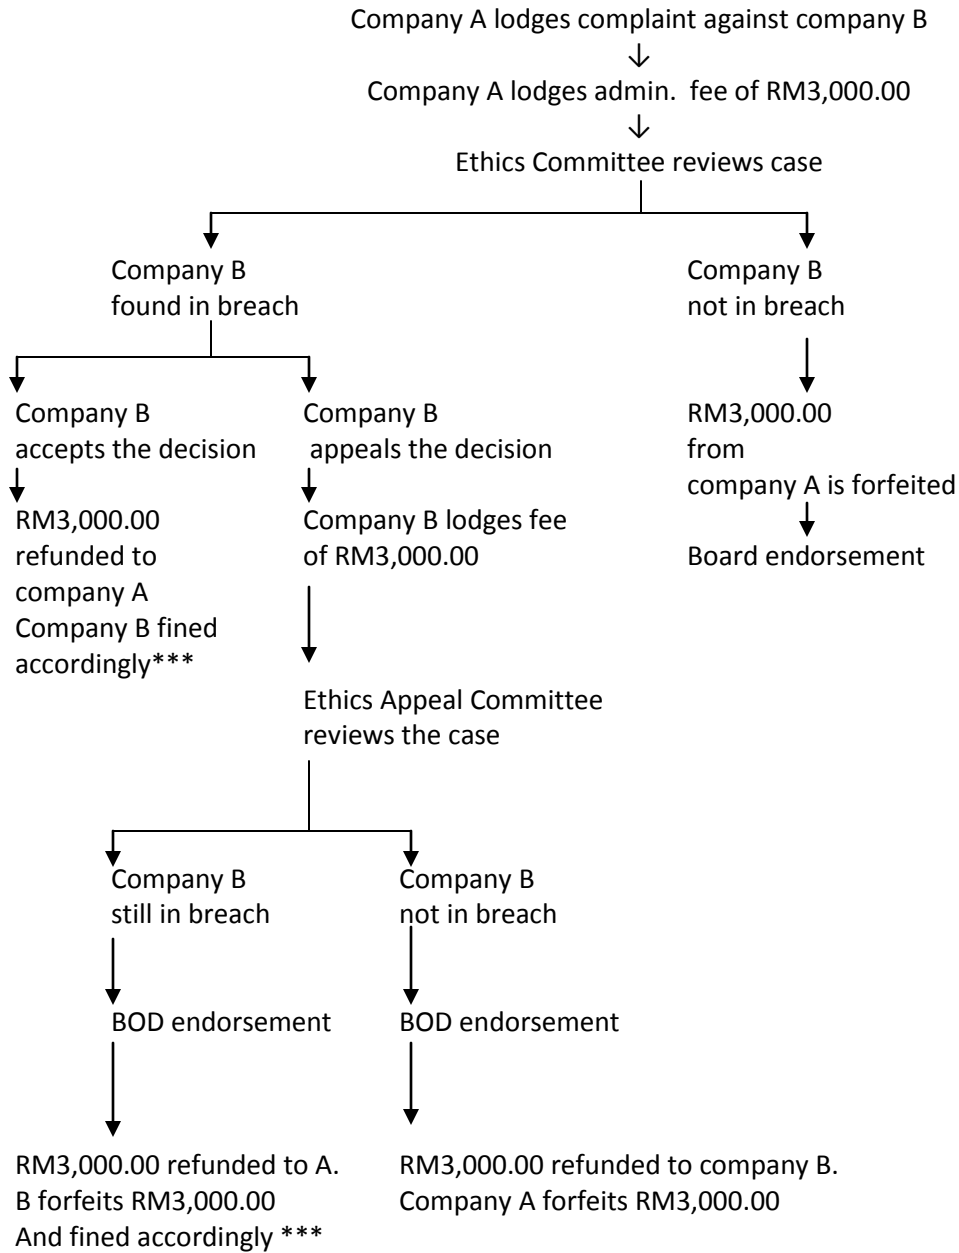 Company A lodges complaint against company B
Company A lodges admin.  fee of RM3,000.00
Ethics Committee reviews case
Company B
found in breach
Company B
not in breach
Company B
accepts the decision
Company B
appeals the decision
RM3,000.00
from
company A is forfeited
RM3,000.00
refunded to
company A
Company B fined
accordingly***
Company B lodges fee
of RM3,000.00
Board endorsement
Ethics Appeal Committee
reviews the case
Company B
still in breach
Company B
not in breach
BOD endorsement
BOD endorsement
RM3,000.00 refunded to A.
B forfeits RM3,000.00
And fined accordingly ***
RM3,000.00 refunded to company B.
Company A forfeits RM3,000.00